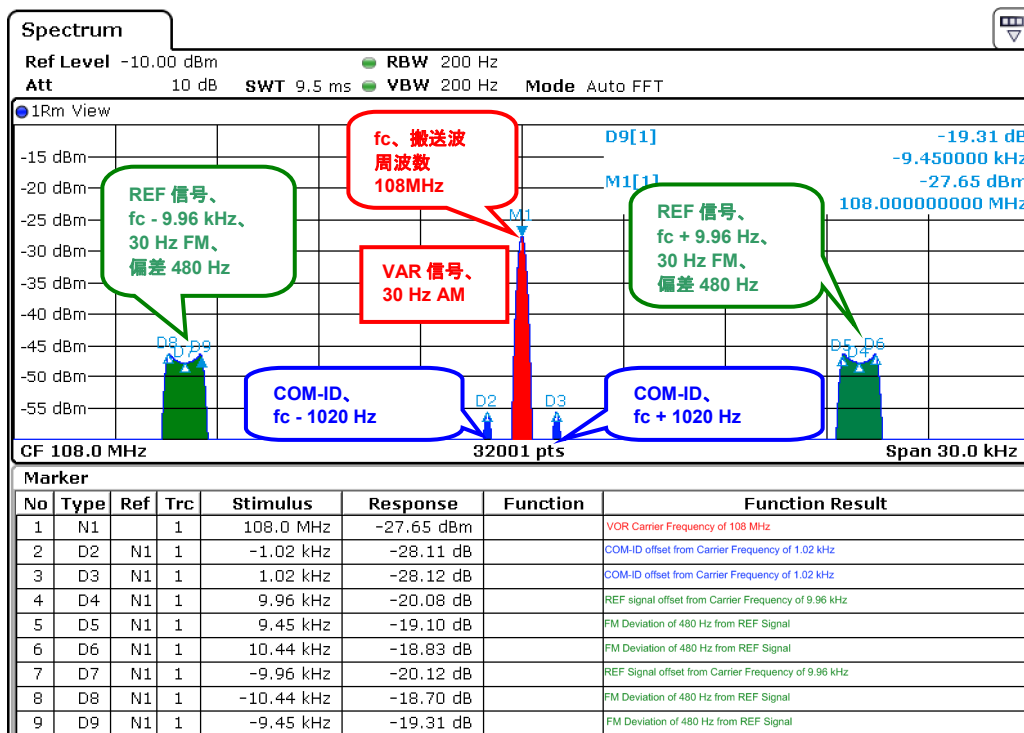 Spectrum
Ref Level -10.00 dBm RBW 200 Hz
Att 10 dB SWT 9.5 ms VBW 200 Hz Mode Auto FFT
1Rm View
D9[1] -19.31 dB
-9.450000 kHz
M1[1] -27.65 dBm
108.000000000 MHz
-15 dBm
-20 dBm
-25 dBm
-30 dBm
-35 dBm
-40 dBm
-45 dBm
-50 dBm
-55 dBm
fc、搬送波
周波数
108MHz
REF 信号、
fc - 9.96 kHz、
30 Hz FM、
偏差 480 Hz
REF 信号、
fc + 9.96 Hz、
30 Hz FM、
偏差 480 Hz
VAR 信号、
30 Hz AM
COM-ID、
fc - 1020 Hz
COM-ID、
fc + 1020 Hz
M1
D8 D7 D9
D2 D3
D5 D4 D6
CF 108.0 MHz 32001 pts Span 30.0 kHz
Marker
No Type Ref Trc Stimulus Response Function Function Result
1 N1 1 108.0 MHz -27.65 dBm VOR Carrier Frequency of 108 MHz
2 D2 N1 1 -1.02 kHz -28.11 dB COM-ID offset from Carrier Frequency of 1.02 kHz
3 D3 N1 1 1.02 kHz -28.12 dB COM-ID offset from Carrier Frequency of 1.02 kHz
4 D4 N1 1 9.96 kHz -20.08 dB REF signal offset from Carrier Frequency of 9.96 kHz
5 D5 N1 1 9.45 kHz -19.10 dB FM Deviation of 480 Hz from REF Signal
6 D6 N1 1 10.44 kHz -18.83 dB FM Deviation of 480 Hz from REF Signal
7 D7 N1 1 -9.96 kHz -20.12 dB REF Signal offset from Carrier Frequency of 9.96 kHz
8 D8 N1 1 -10.44 kHz -18.70 dB FM Deviation of 480 Hz from REF Signal
9 D9 N1 1 -9.45 kHz -19.31 dB FM Deviation of 480 Hz from REF Signal